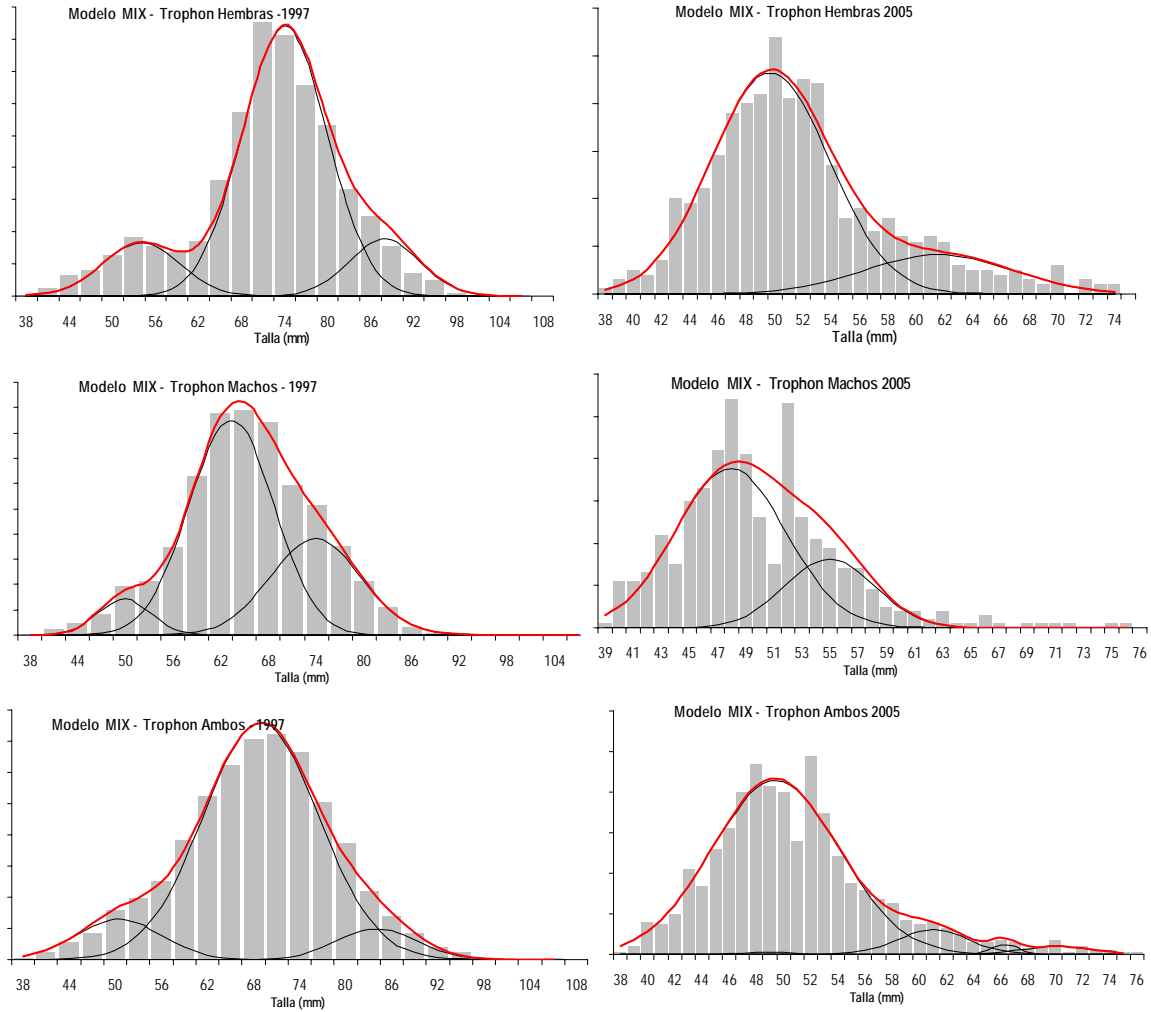 Modelo MIX - Trophon Hembras -1997
38 44 50 56 62 68 74 80 86 92 98 104 108
Talla (mm)
Modelo MIX - Trophon Hembras 2005
38 40 42 44 46 48 50 52 54 56 58 60 62 64 66 68 70 72 74
Talla (mm)
Modelo MIX - Trophon Machos - 1997
38 44 50 56 62 68 74 86 92 98 104 108
Talla (mm)
Modelo MIX - Trophon Machos 2005
39 41 43 45 47 49 51 53 55 57 59 61 63 65 67 69 71 73 75 76
Talla (mm)
Modelo MIX - Trophon Ambos - 1997
38 44 50 56 62 68 74 80 86 92 98 104 108
Talla (mm)
Modelo MIX - Trophon Ambos 2005
38 40 42 44 46 48 50 52 54 56 58 60 62 64 66 68 70 72 74 76
Talla (mm)